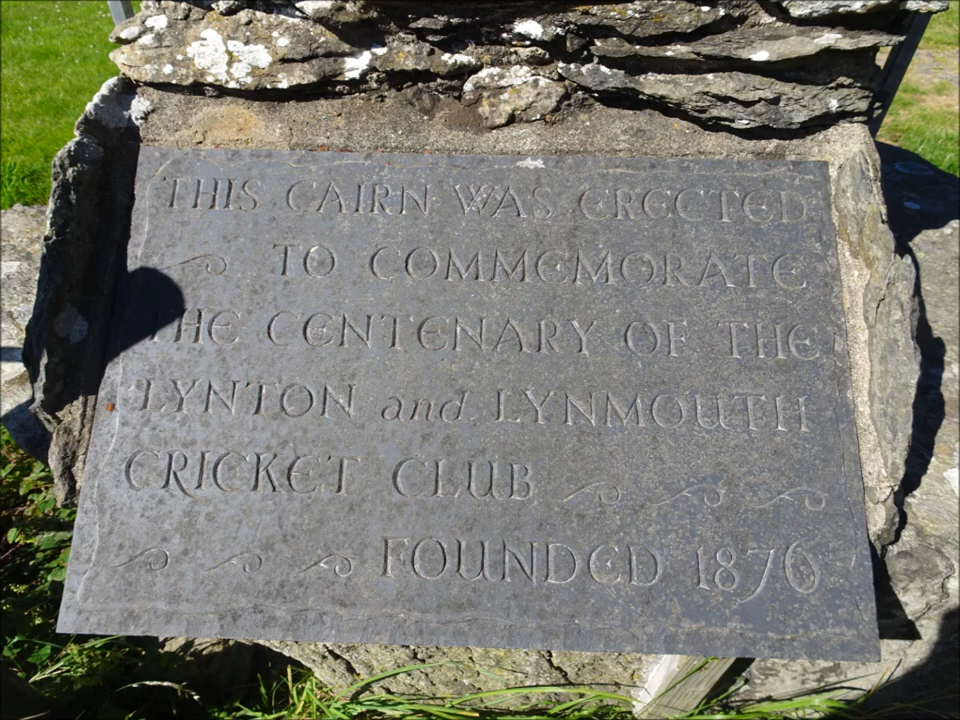 THIS CAIRN WAS ERECTED
TO COMMEMORATE
THE CENTENARY OF THE
LYNTON and LYNMOUTH
CRICKET CLUB
FOUNDED 1876